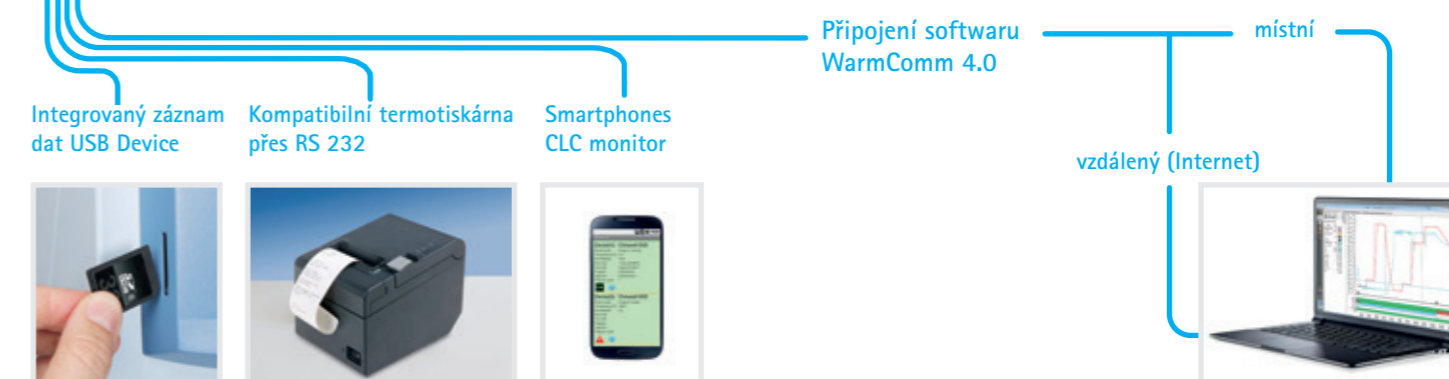 Připojení softwaru
WarmComm 4.0
místní
Integrovaný záznam
dat USB Device
Kompatibilní termotiskárna
přes RS 232
Smartphones
CLC monitor
vzdálený (Internet)